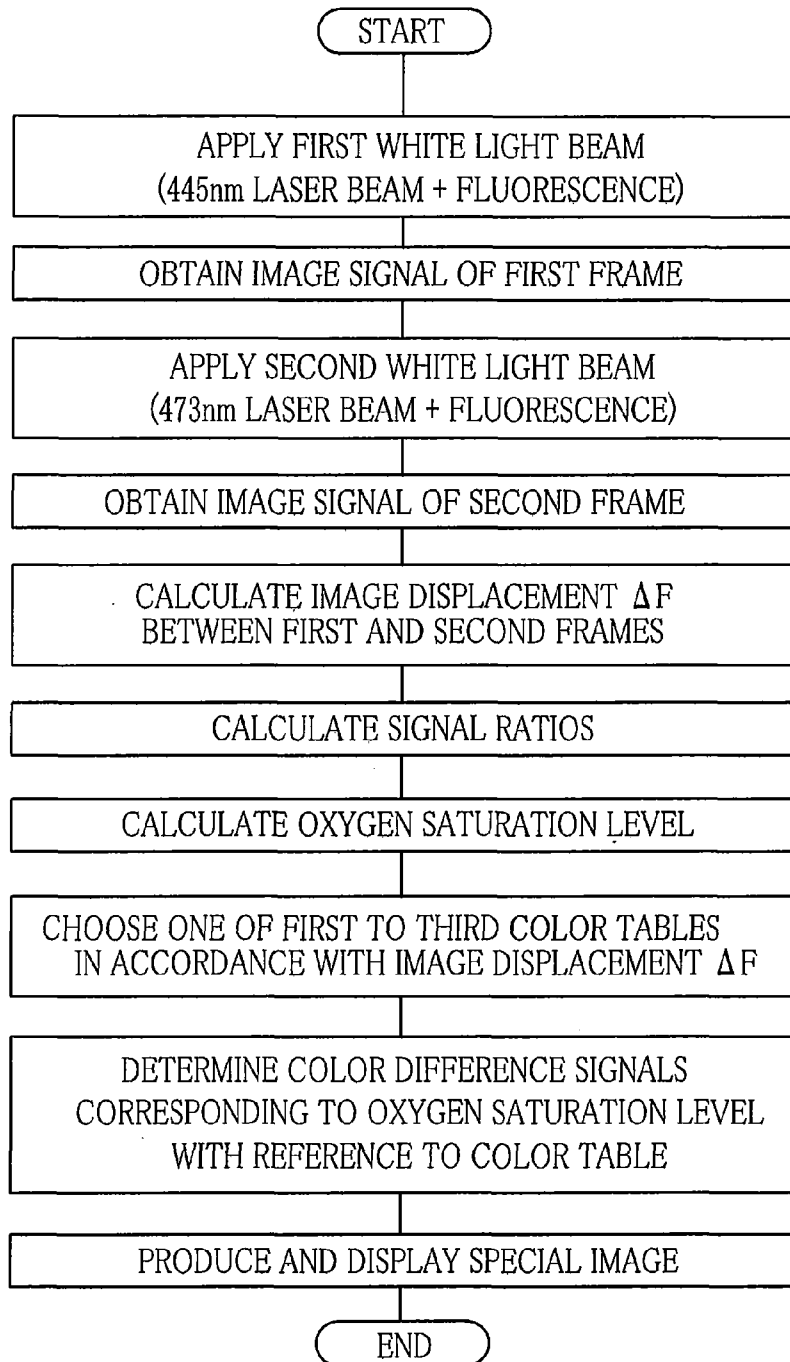 START
APPLY FIRST WHITE LIGHT BEAM
(445nm LASER BEAM + FLUORESCENCE)
OBTAIN IMAGE SIGNAL OF FIRST FRAME
APPLY SECOND WHITE LIGHT BEAM
(473nm LASER BEAM + FLUORESCENCE)
OBTAIN IMAGE SIGNAL OF SECOND FRAME
CALCULATE IMAGE DISPLACEMENT ΔF
BETWEEN FIRST AND SECOND FRAMES
CALCULATE SIGNAL RATIOS
CALCULATE OXYGEN SATURATION LEVEL
CHOOSE ONE OF FIRST TO THIRD COLOR TABLES
IN ACCORDANCE WITH IMAGE DISPLACEMENT ΔF
DETERMINE COLOR DIFFERENCE SIGNALS
CORRESPONDING TO OXYGEN SATURATION LEVEL
WITH REFERENCE TO COLOR TABLE
PRODUCE AND DISPLAY SPECIAL IMAGE
END